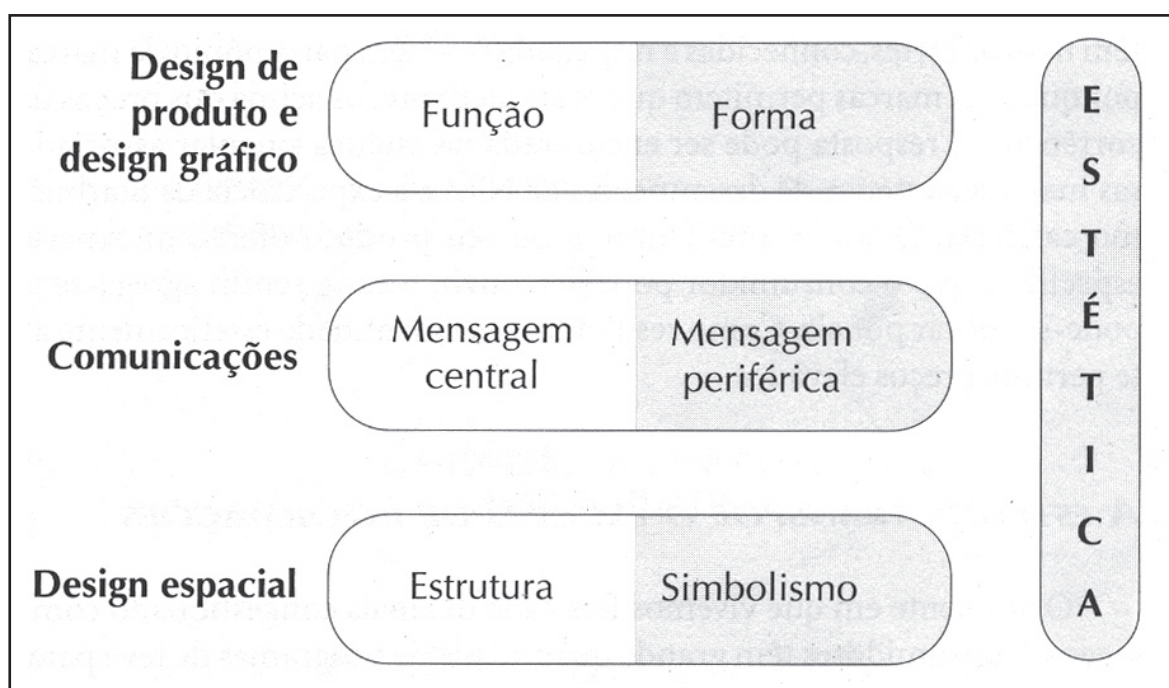 Design de
produto e
design gráfico
Função
Forma
Comunicações
Mensagem
central
Mensagem
periférica
Design espacial
Estrutura
Simbolismo
E
S
T
É
T
I
C
A